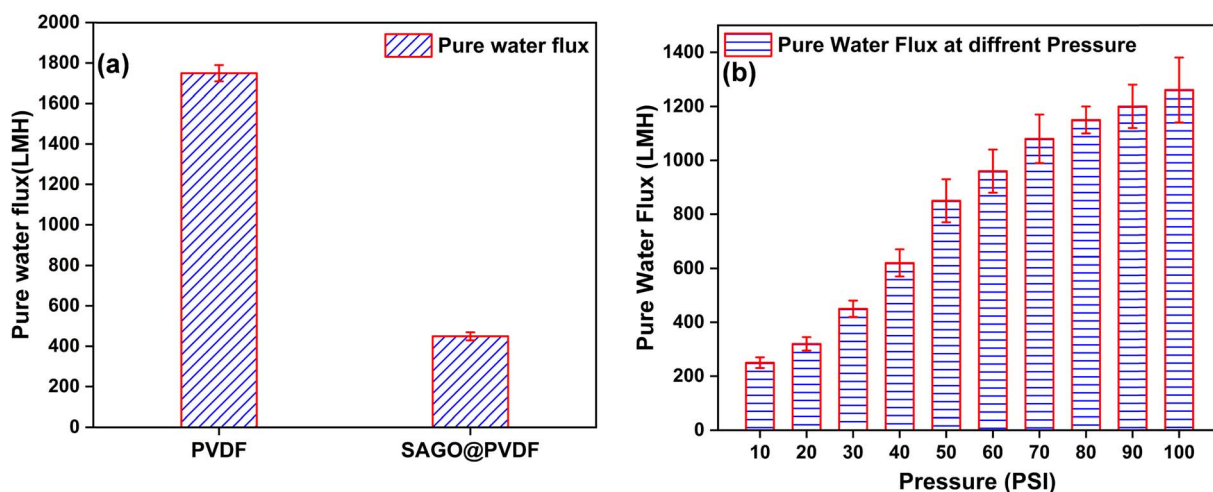 (a)
Pure water flux
Pure water flux(LMH)
2000
1800
1600
1400
1200
1000
800
600
400
200
0
PVDF SAGO@PVDF
(b)
Pure Water Flux at diffrent Pressure
Pure Water Flux (LMH)
1400
1200
1000
800
600
400
200
0
10 20 30 40 50 60 70 80 90 100
Pressure (PSI)